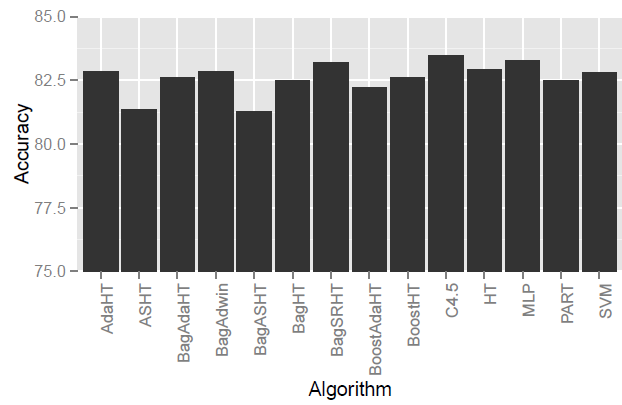 85.0
82.5
80.0
77.5
75.0
Accuracy
AdaHT
ASHT
BagAdaHT
BagAdwin
BagASHT
BagHT
BagSRHT
BoostAdaHT
BoostHT
C4.5
HT
MLP
PART
SVM
Algorithm